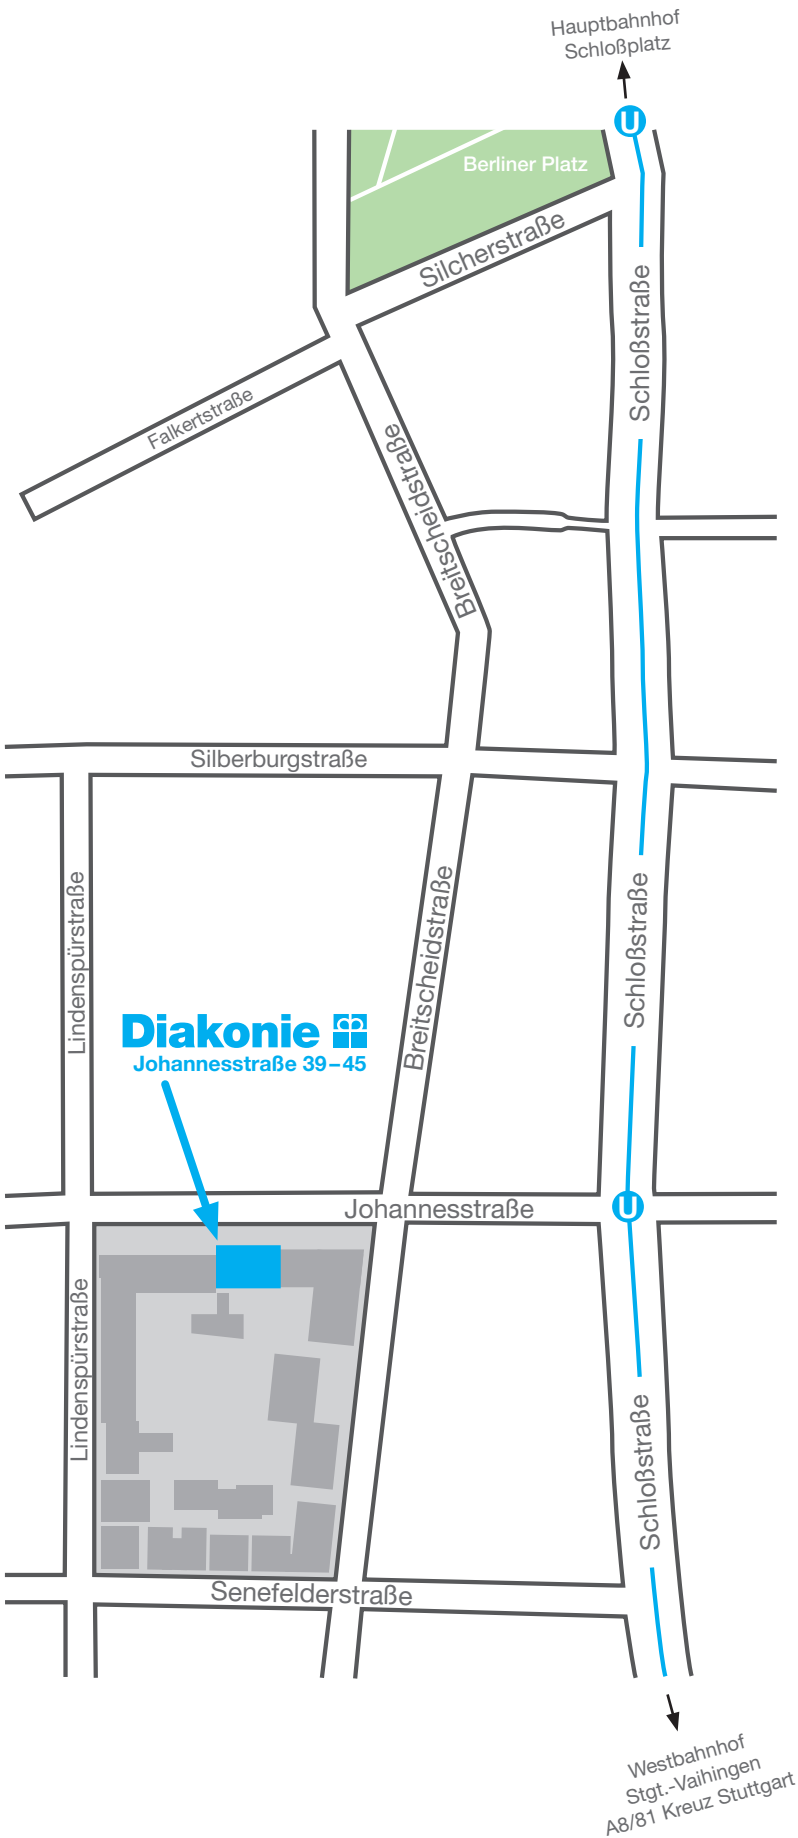 Hauptbahnhof
Schloßplatz
U
Berliner Platz
Silcherstraße
Schloßstraße
Falkertstraße
Breitscheidstraße
Silberburgstraße
Lindenspürstraße
Breitscheidstraße
Schloßstraße
Diakonie
Johannesstraße 39–45
Johannesstraße
U
Lindenspürstraße
Schloßstraße
Senefelderstraße
Westbahnhof
Stgt.-Vaihingen
A8/81 Kreuz Stuttgart